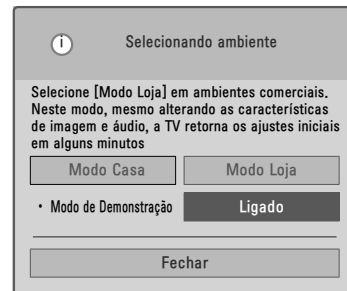 i
Selecionando ambiente
Selecione [Modo Loja] em ambientes comerciais.
Neste modo, mesmo alterando as características
de imagem e áudio, a TV retorna os ajustes iniciais
em alguns minutos
Modo Casa Modo Loja
• Modo de Demonstração Ligado
Fechar